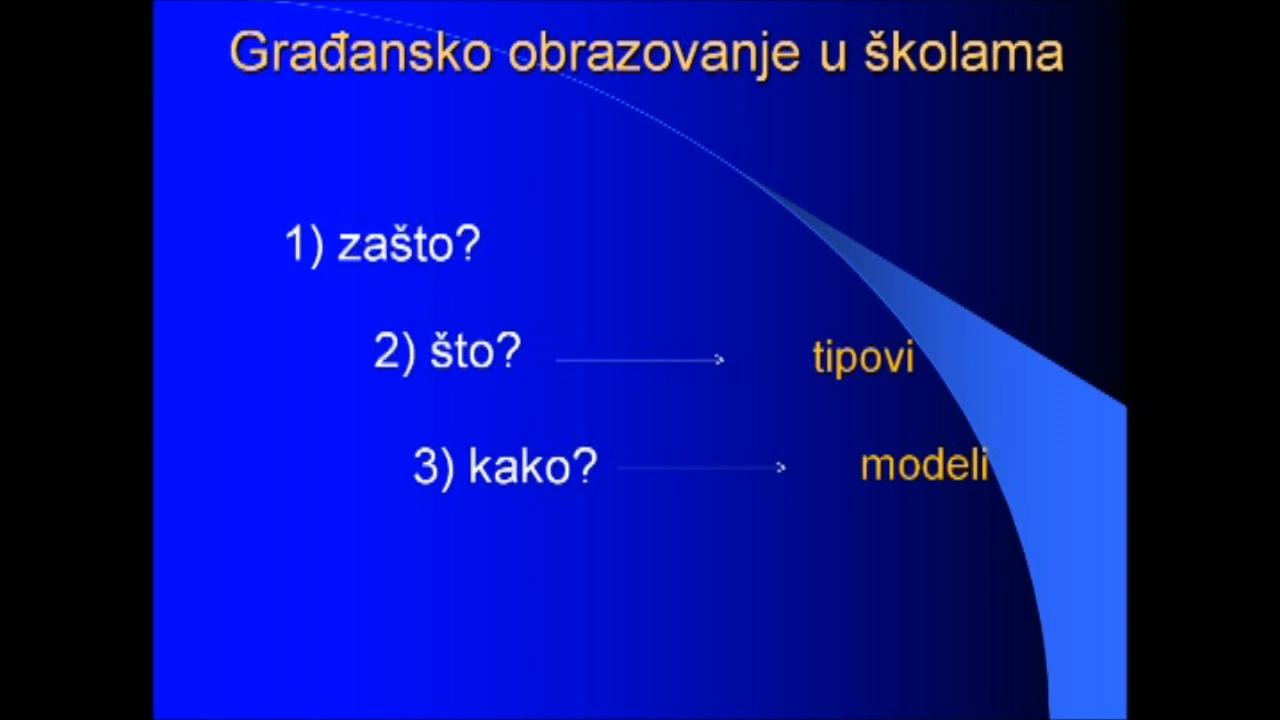 Građansko obrazovanje u školama
1) zašto?
2) što? tipovi
3) kako? modeli